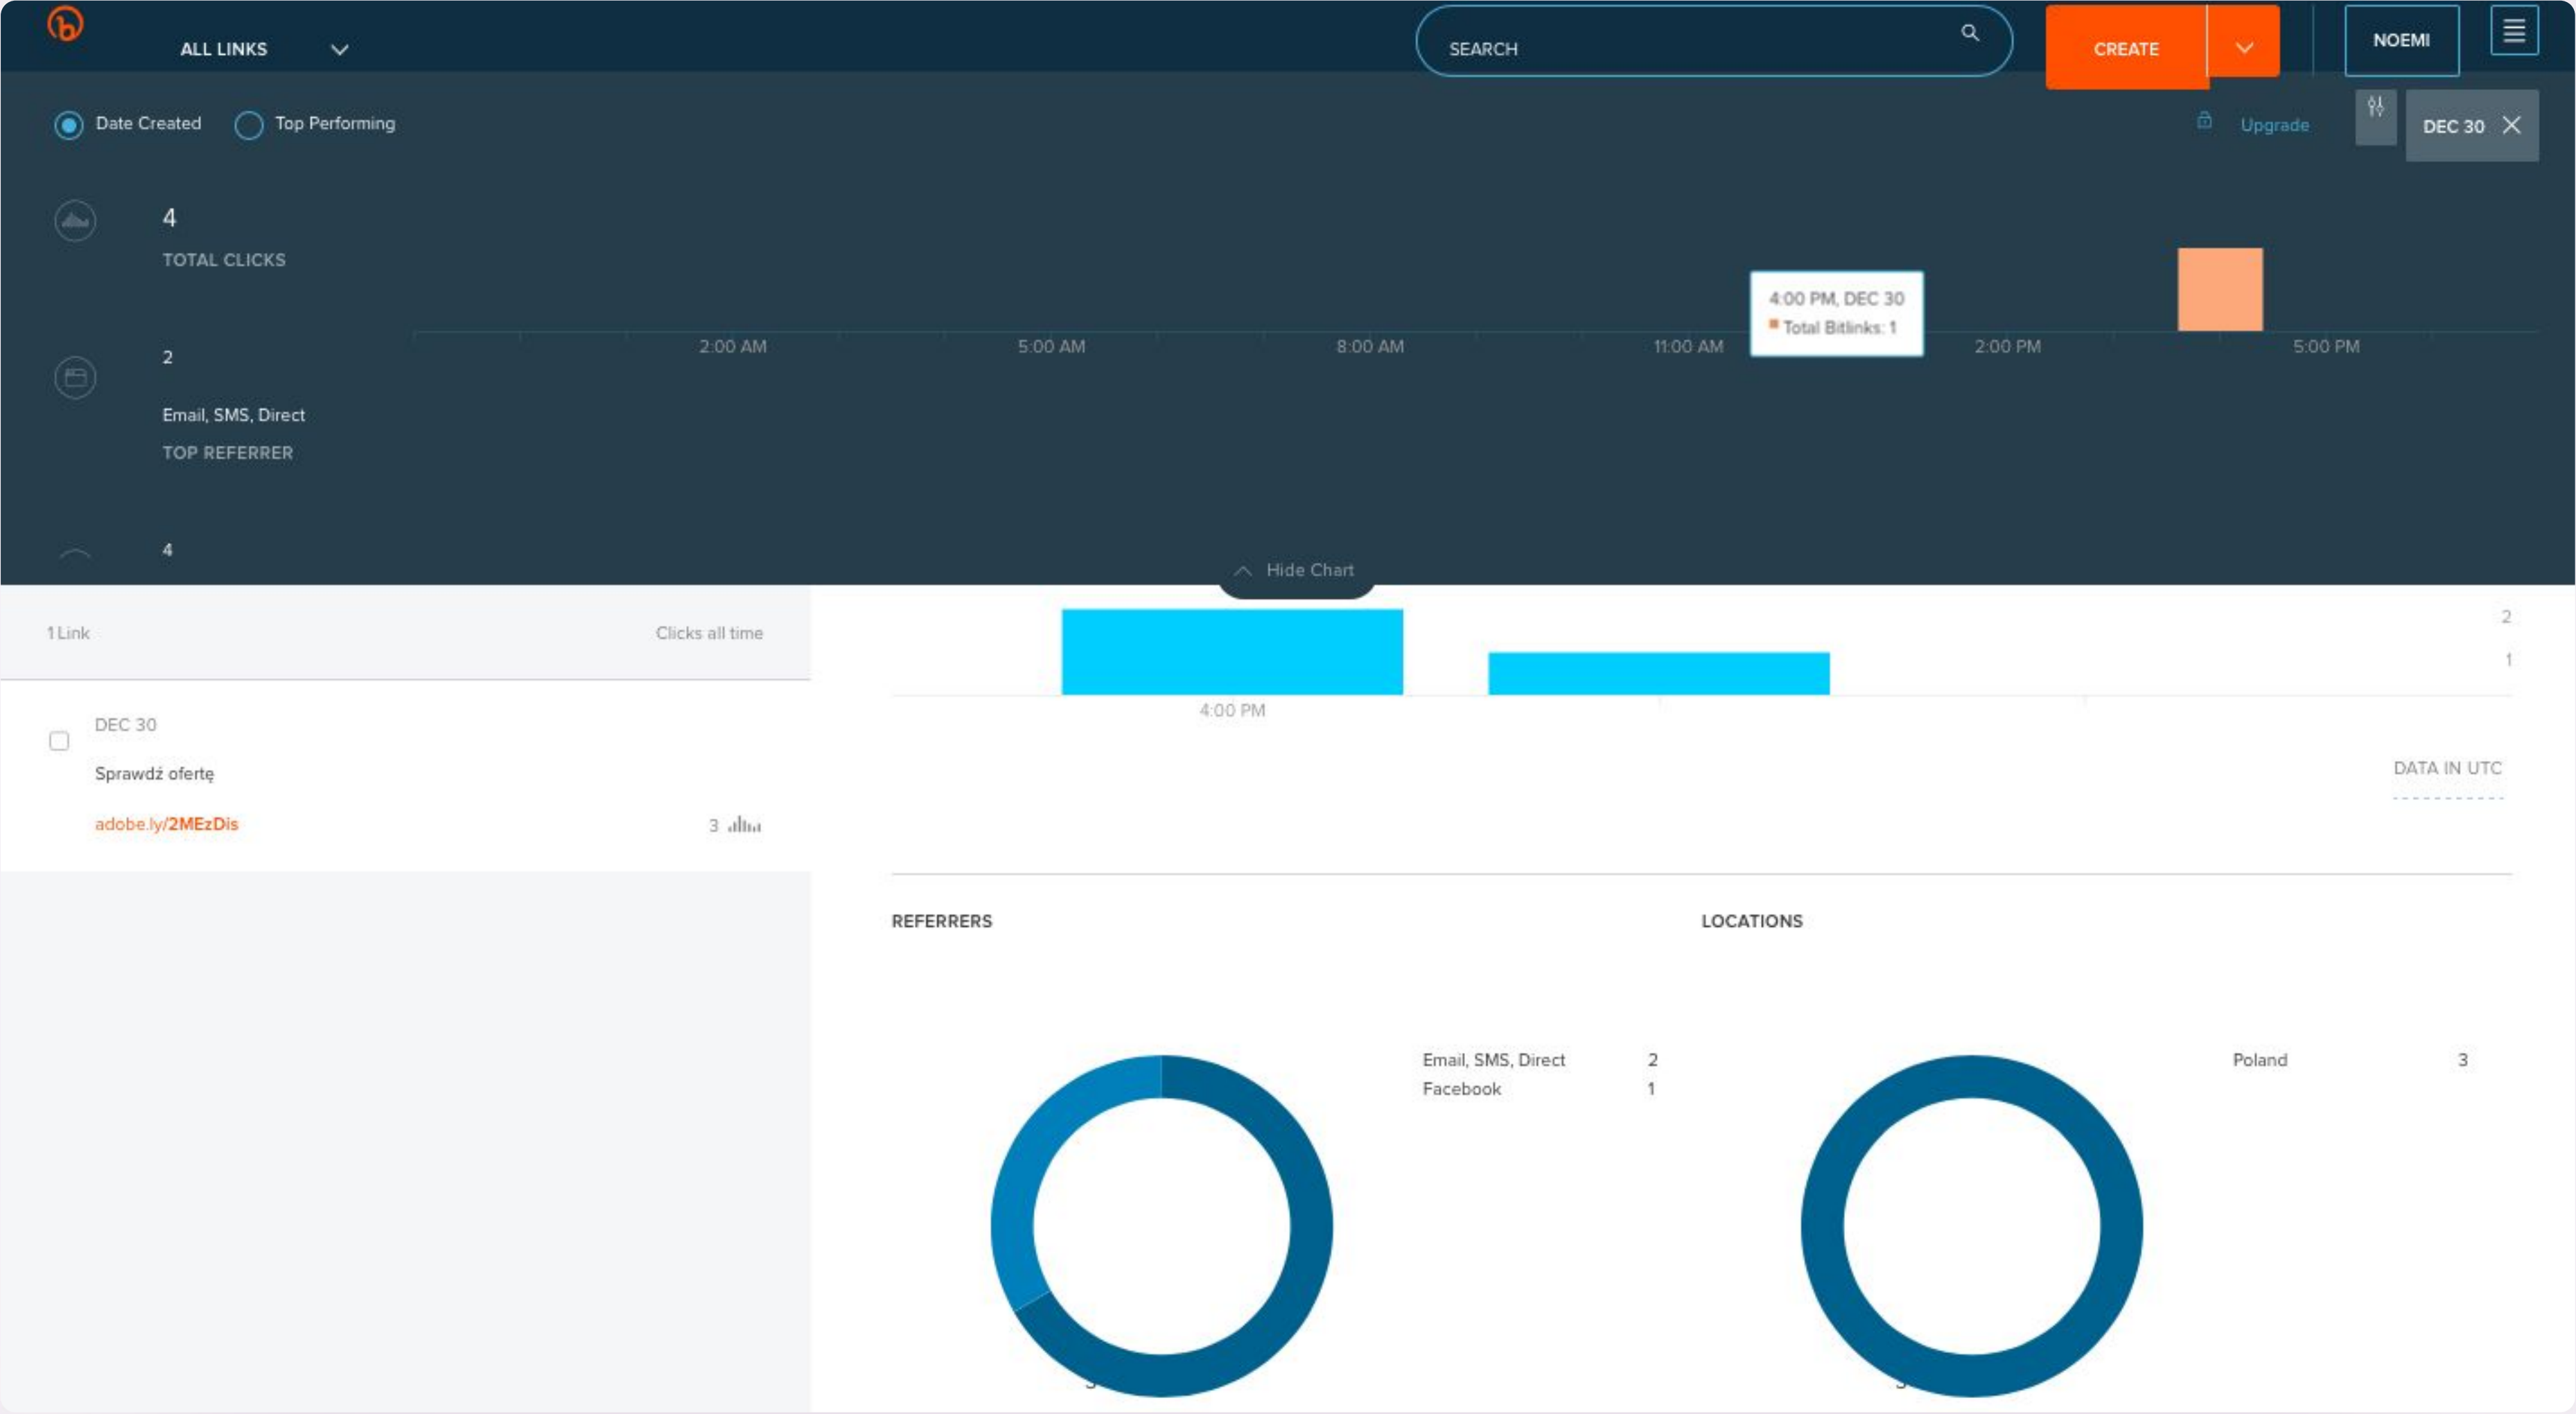 ALL LINKS
SEARCH
CREATE
NOEMI
Date Created
Top Performing
Upgrade
DEC 30
4
TOTAL CLICKS
4:00 PM, DEC 30
Total Bitlinks: 1
2:00 AM
5:00 AM
8:00 AM
11:00 AM
2:00 PM
5:00 PM
2
Email, SMS, Direct
TOP REFERRER
4
Hide Chart
1 Link
Clicks all time
2
1
4:00 PM
DEC 30
Sprawdź ofertę
adobe.ly/2MEzDis
3
DATA IN UTC
REFERRERS
LOCATIONS
Email, SMS, Direct 2
Facebook 1
Poland 3